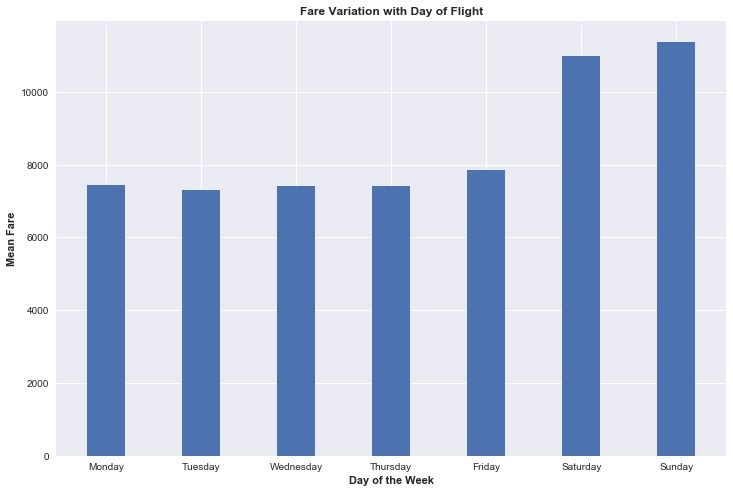 Fare Variation with Day of Flight
Mean Fare
10000
8000
6000
4000
2000
0
Monday Tuesday Wednesday Thursday Friday Saturday Sunday
Day of the Week